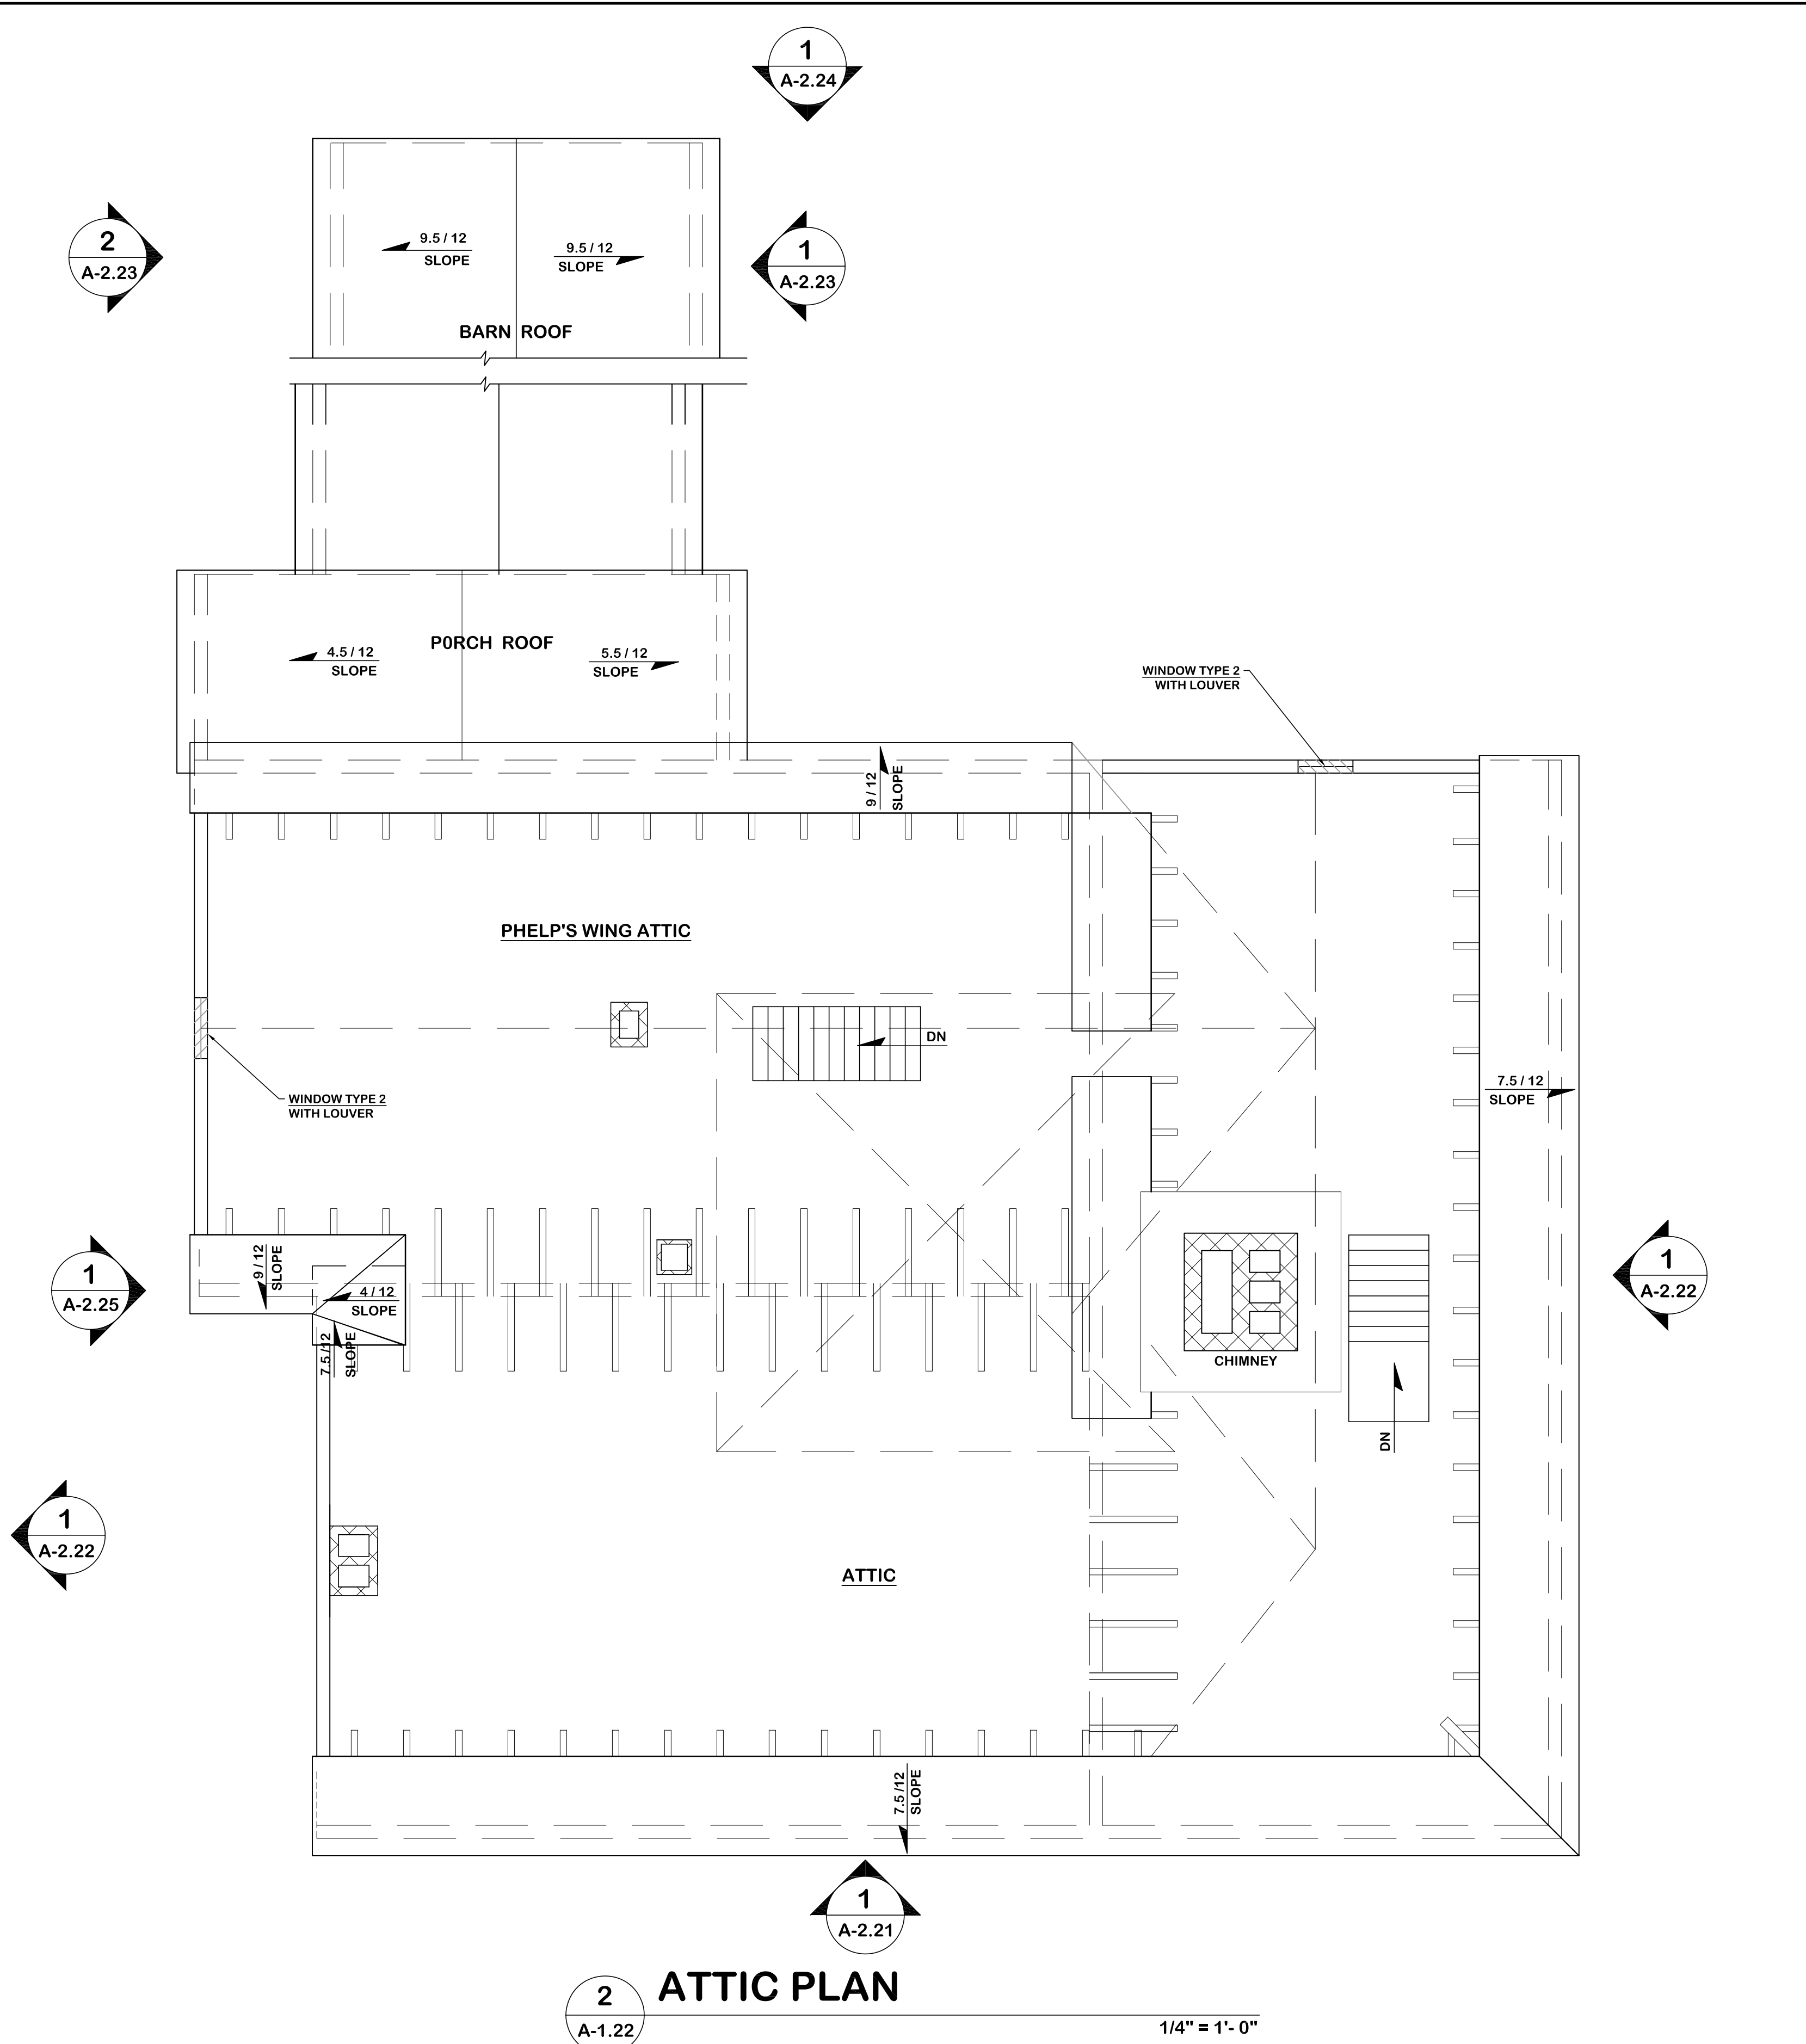 1
A-2.24
2
A-2.23
9.5 / 12
SLOPE
9.5 / 12
SLOPE
1
A-2.23
BARN ROOF
P0RCH ROOF
4.5 / 12
SLOPE
5.5 / 12
SLOPE
WINDOW TYPE 2
WITH LOUVER
9 / 12
SLOPE
PHELP'S WING ATTIC
DN
WINDOW TYPE 2
WITH LOUVER
7.5 / 12
SLOPE
1
A-2.25
9 / 12
SLOPE
4 / 12
SLOPE
7.5 /12
SLOPE
CHIMNEY
DN
1
A-2.22
1
A-2.22
ATTIC
7.5 /12
SLOPE
1
A-2.21
2
A-1.22
ATTIC PLAN
1/4" = 1'- 0"